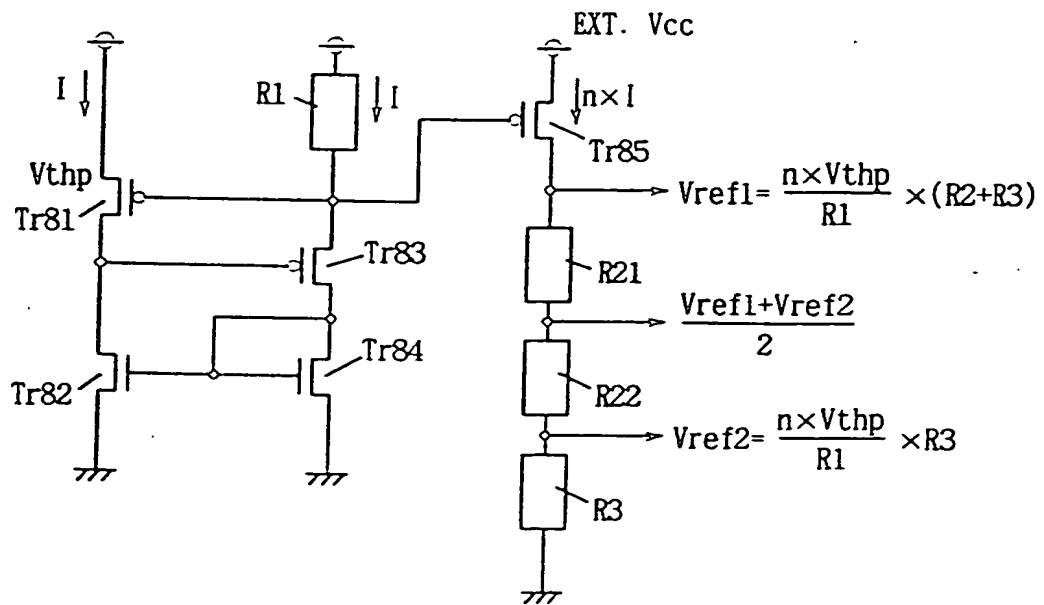 EXT. Vcc
I
R1
I
n×I
Tr85
Vthp
Tr81
Vref1= n×Vthp/R1 ×(R2+R3)
Tr83
R21
Vref1+Vref2
2
Tr84
Tr82
R22
Vref2= n×Vthp/R1 ×R3
R3